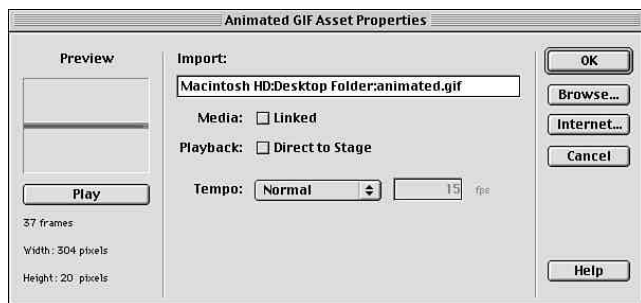 Animated GIF Asset Properties
Preview
Play
37 frames
Width: 304 pixels
Height: 20 pixels
Import:
Macintosh HD:Desktop Folder:animated.gif
Media: Linked
Playback: Direct to Stage
Tempo: Normal 15 fps
OK
Browse...
Internet...
Cancel
Help